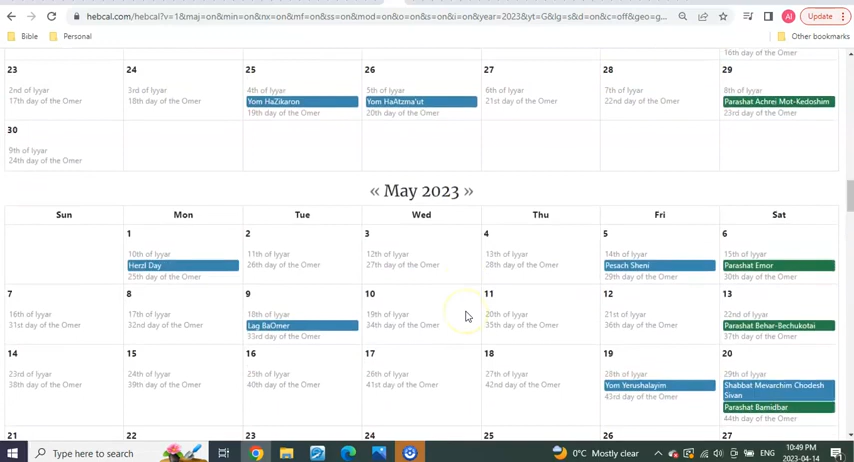 hebcal.com/hebcal?v=1&maj=on&min=on&nx=on&mf=on&ss=on&mod=on&o=on&s=on&i=on&year=2023&yt=G&lg=s&d=on&c=off&geo=g...
AI
Update
Bible
Personal
Other bookmarks
16th day of the Omer
23
24
25
26
27
28
29
2nd of Iyyar
3rd of Iyyar
4th of Iyyar
5th of Iyyar
6th of Iyyar
7th of Iyyar
8th of Iyyar
17th day of the Omer
18th day of the Omer
Yom HaZikaron
Yom HaAtzma'ut
21st day of the Omer
22nd day of the Omer
Parashat Achrei Mot-Kedoshim
19th day of the Omer
20th day of the Omer
23rd day of the Omer
30
9th of Iyyar
24th day of the Omer
« May 2023 »
Sun
Mon
Tue
Wed
Thu
Fri
Sat
1
2
3
4
5
6
10th of Iyyar
11th of Iyyar
12th of Iyyar
13th of Iyyar
14th of Iyyar
15th of Iyyar
Herzl Day
26th day of the Omer
27th day of the Omer
28th day of the Omer
Pesach Sheni
Parashat Emor
25th day of the Omer
29th day of the Omer
30th day of the Omer
7
8
9
10
11
12
13
16th of Iyyar
17th of Iyyar
18th of Iyyar
19th of Iyyar
20th of Iyyar
21st of Iyyar
22nd of Iyyar
31st day of the Omer
32nd day of the Omer
Lag BaOmer
34th day of the Omer
35th day of the Omer
36th day of the Omer
Parashat Behar-Bechukotai
33rd day of the Omer
37th day of the Omer
14
15
16
17
18
19
20
23rd of Iyyar
24th of Iyyar
25th of Iyyar
26th of Iyyar
27th of Iyyar
28th of Iyyar
29th of Iyyar
38th day of the Omer
39th day of the Omer
40th day of the Omer
41st day of the Omer
42nd day of the Omer
Yom Yerushalayim
Shabbat Mevarchim Chodesh
Sivan
43rd day of the Omer
Parashat Bamidbar
44th day of the Omer
21
22
23
24
25
26
27
Type here to search
0°C Mostly clear
ENG
10:49 PM
2023-04-14